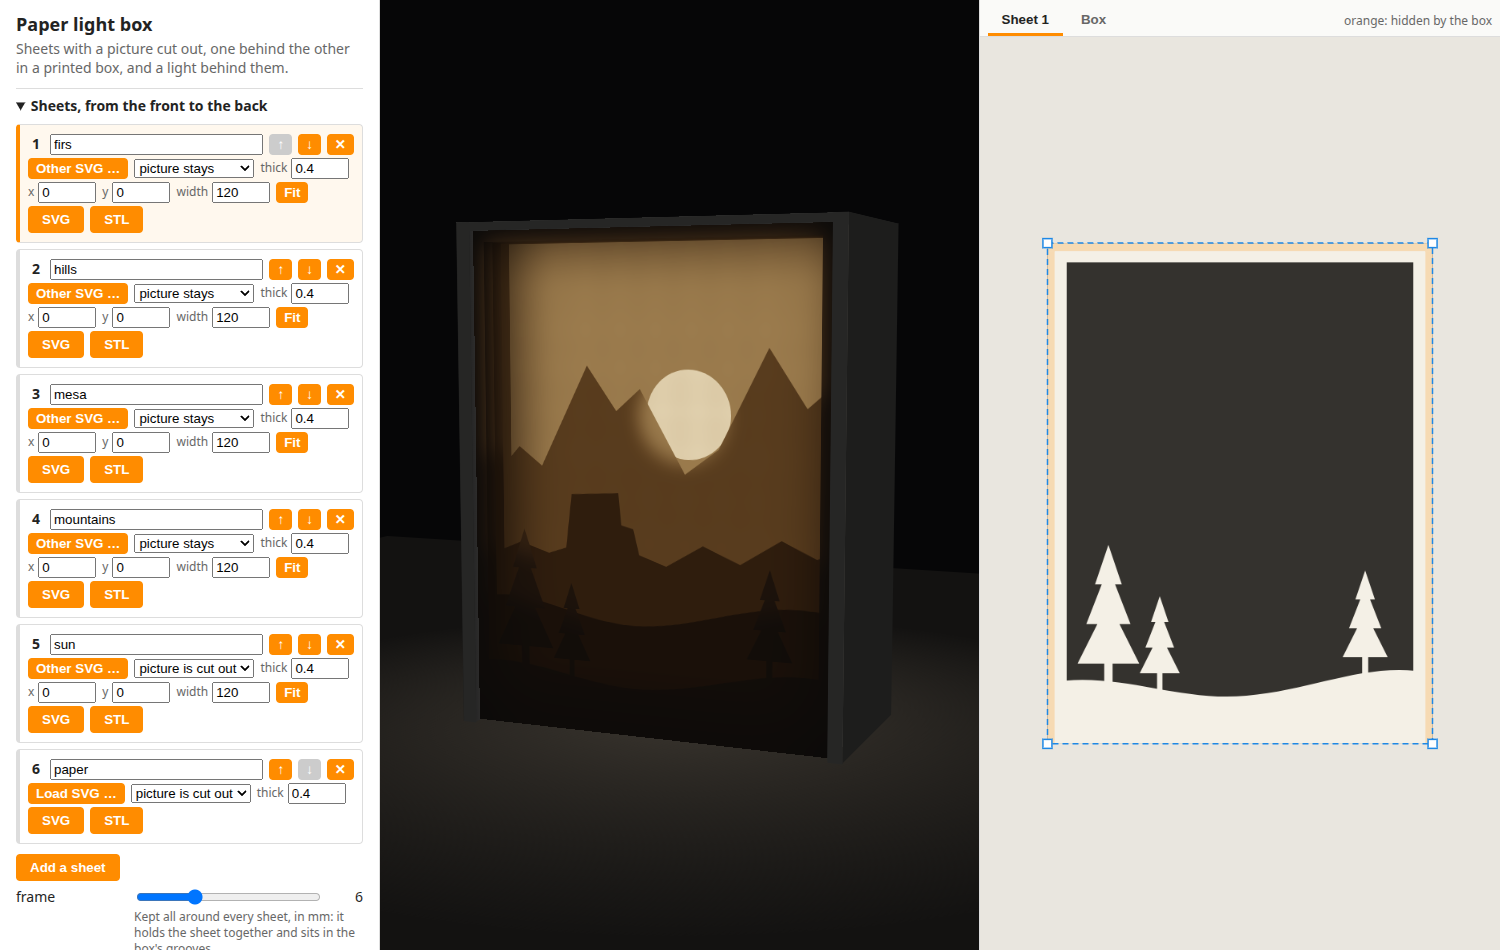 Paper light box
Sheets with a picture cut out, one behind the other
in a printed box, and a light behind them.
▼ Sheets, from the front to the back
1 firs ↑ ↓ ✕
Other SVG ... picture stays thick 0.4
x 0 y 0 width 120 Fit
SVG STL
2 hills ↑ ↓ ✕
Other SVG ... picture stays thick 0.4
x 0 y 0 width 120 Fit
SVG STL
3 mesa ↑ ↓ ✕
Other SVG ... picture stays thick 0.4
x 0 y 0 width 120 Fit
SVG STL
4 mountains ↑ ↓ ✕
Other SVG ... picture stays thick 0.4
x 0 y 0 width 120 Fit
SVG STL
5 sun ↑ ↓ ✕
Other SVG ... picture is cut out thick 0.4
x 0 y 0 width 120 Fit
SVG STL
6 paper ↑ ↓ ✕
Load SVG ... picture is cut out thick 0.4
SVG STL
Add a sheet
frame 6
Kept all around every sheet, in mm: it
holds the sheet together and sits in the
box's grooves.
Sheet 1 Box orange: hidden by the box